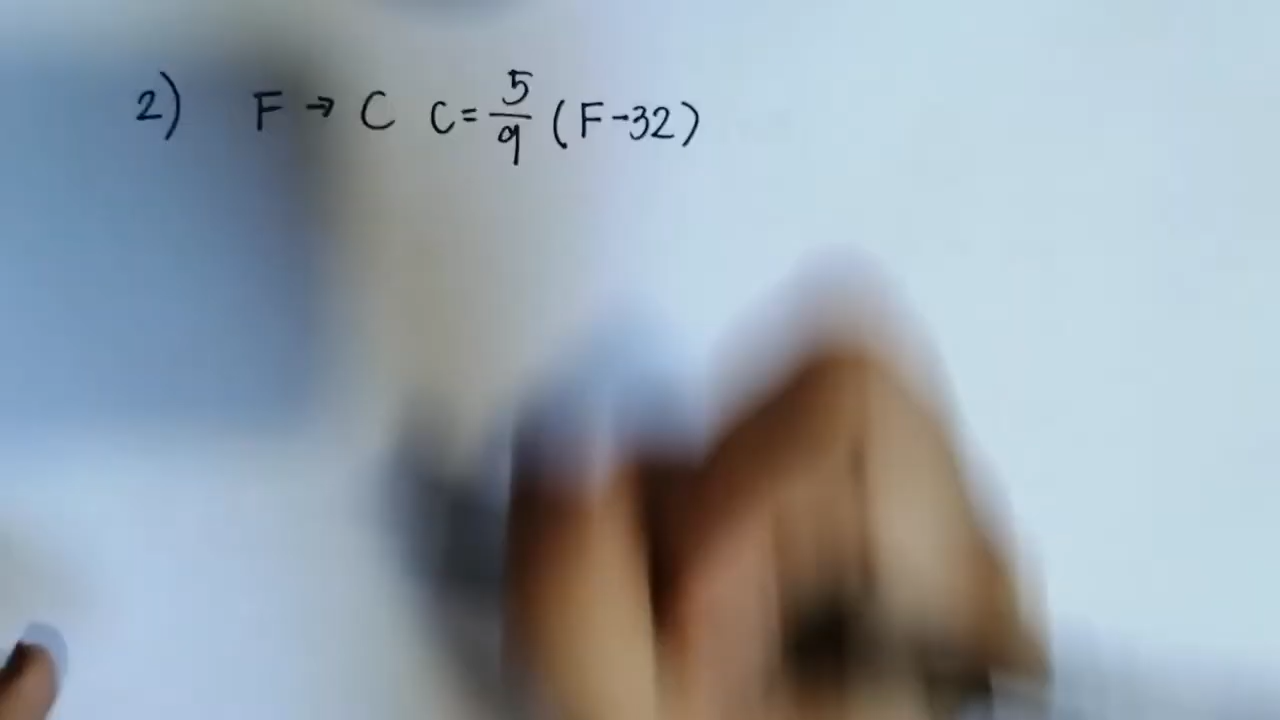 2) F → C C = 5/9 (F-32)